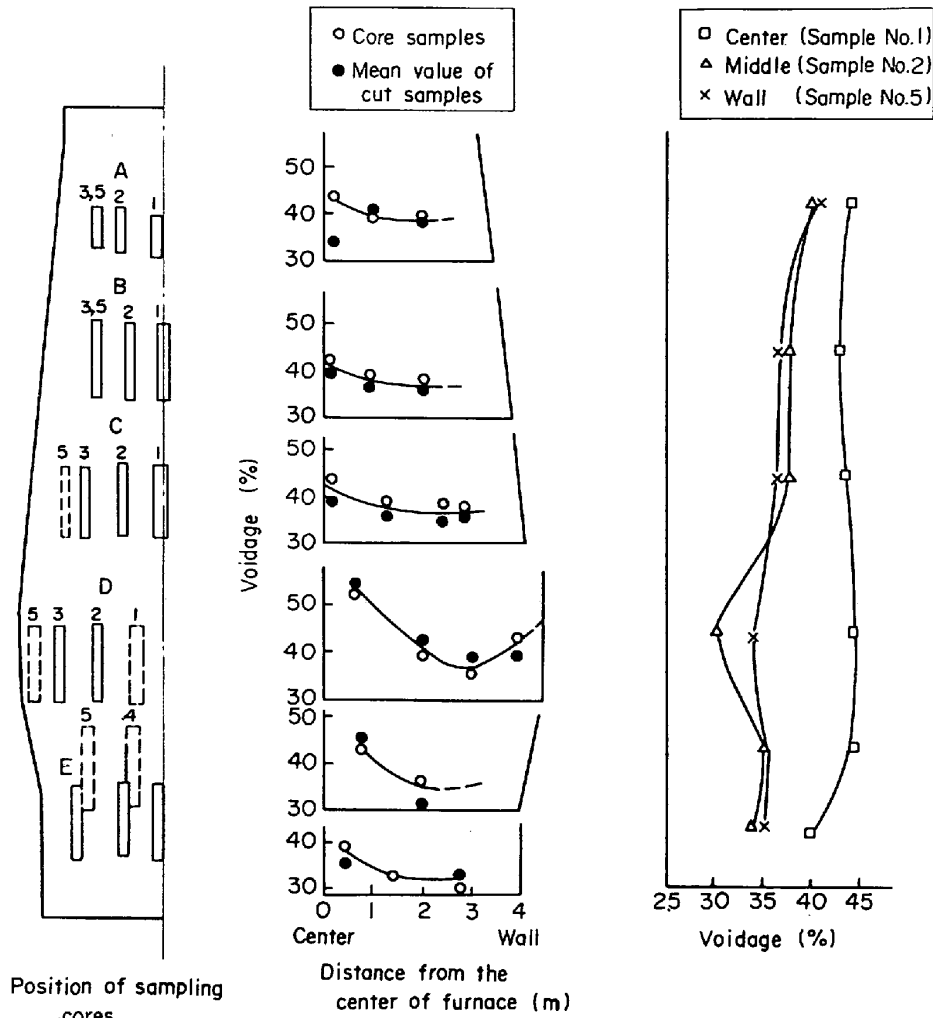 Core samples
Mean value of
cut samples
Center (Sample No.1)
Middle (Sample No.2)
Wall (Sample No.5)
A
3,5 2 1
B
3,5 2 1
C
5 3 2 1
D
5 3 2 1
5 4
E
50
40
30
50
40
30
50
40
30
50
40
30
50
40
30
40
30
Voidage (%)
0 1 2 3 4
Center Wall
Distance from the
center of furnace (m)
25 30 35 40 45
Voidage (%)
Position of sampling
cores